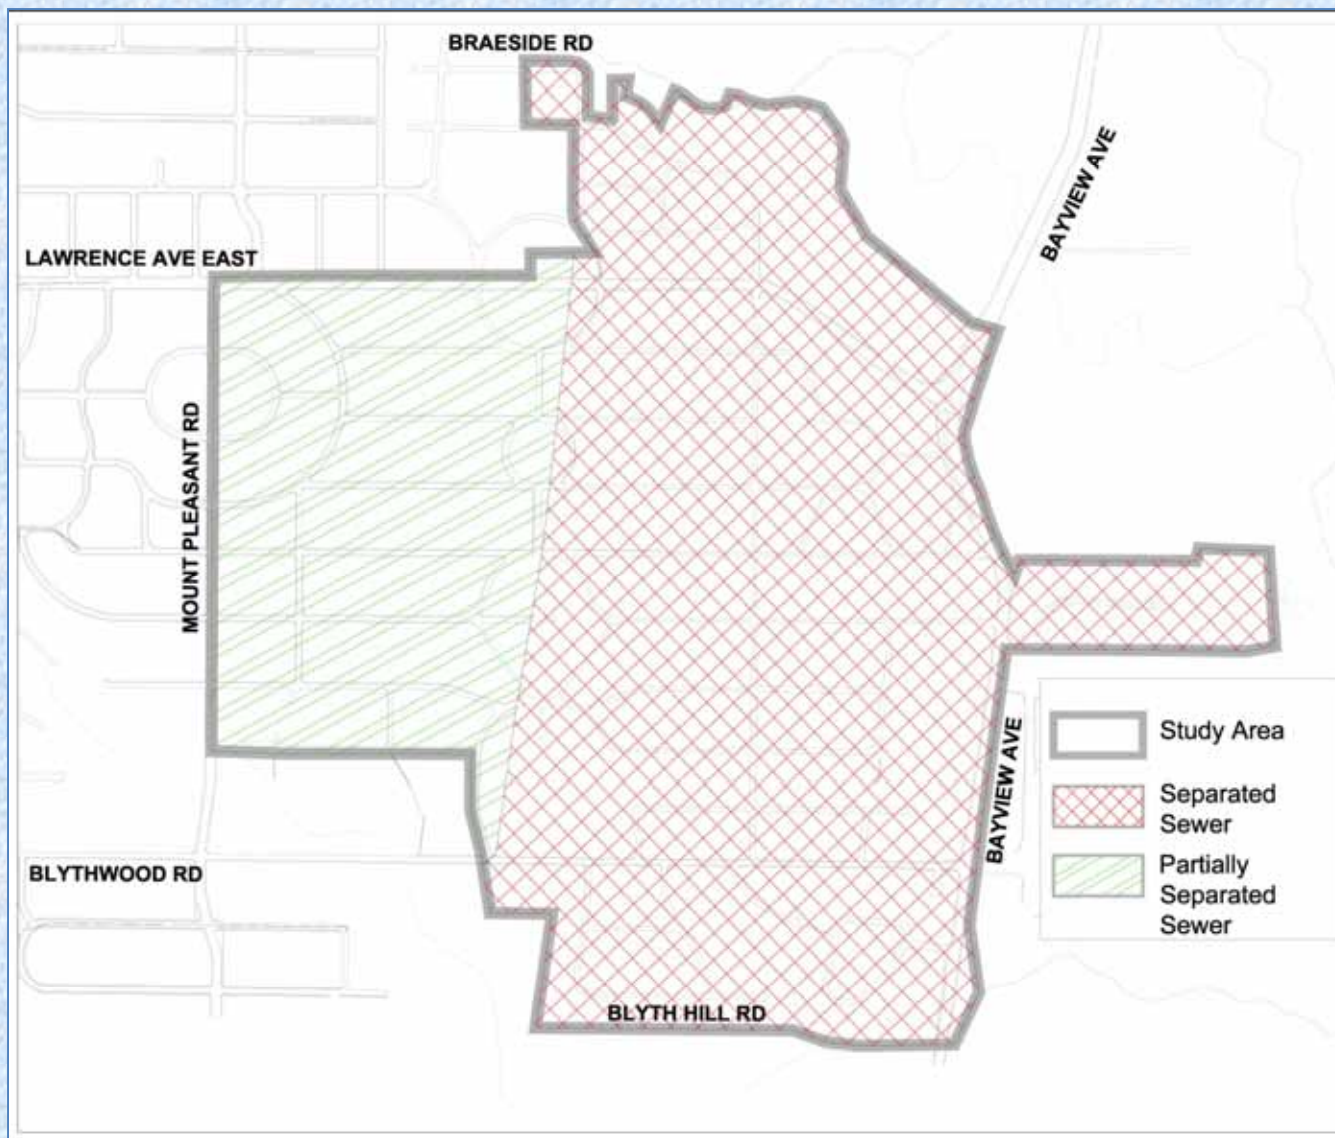 BRAESIDE RD
BAYVIEW AVE
LAWRENCE AVE EAST
MOUNT PLEASANT RD
Study Area
Separated
Sewer
Partially
Separated
Sewer
BAYVIEW AVE
BLYTHWOOD RD
BLYTH HILL RD